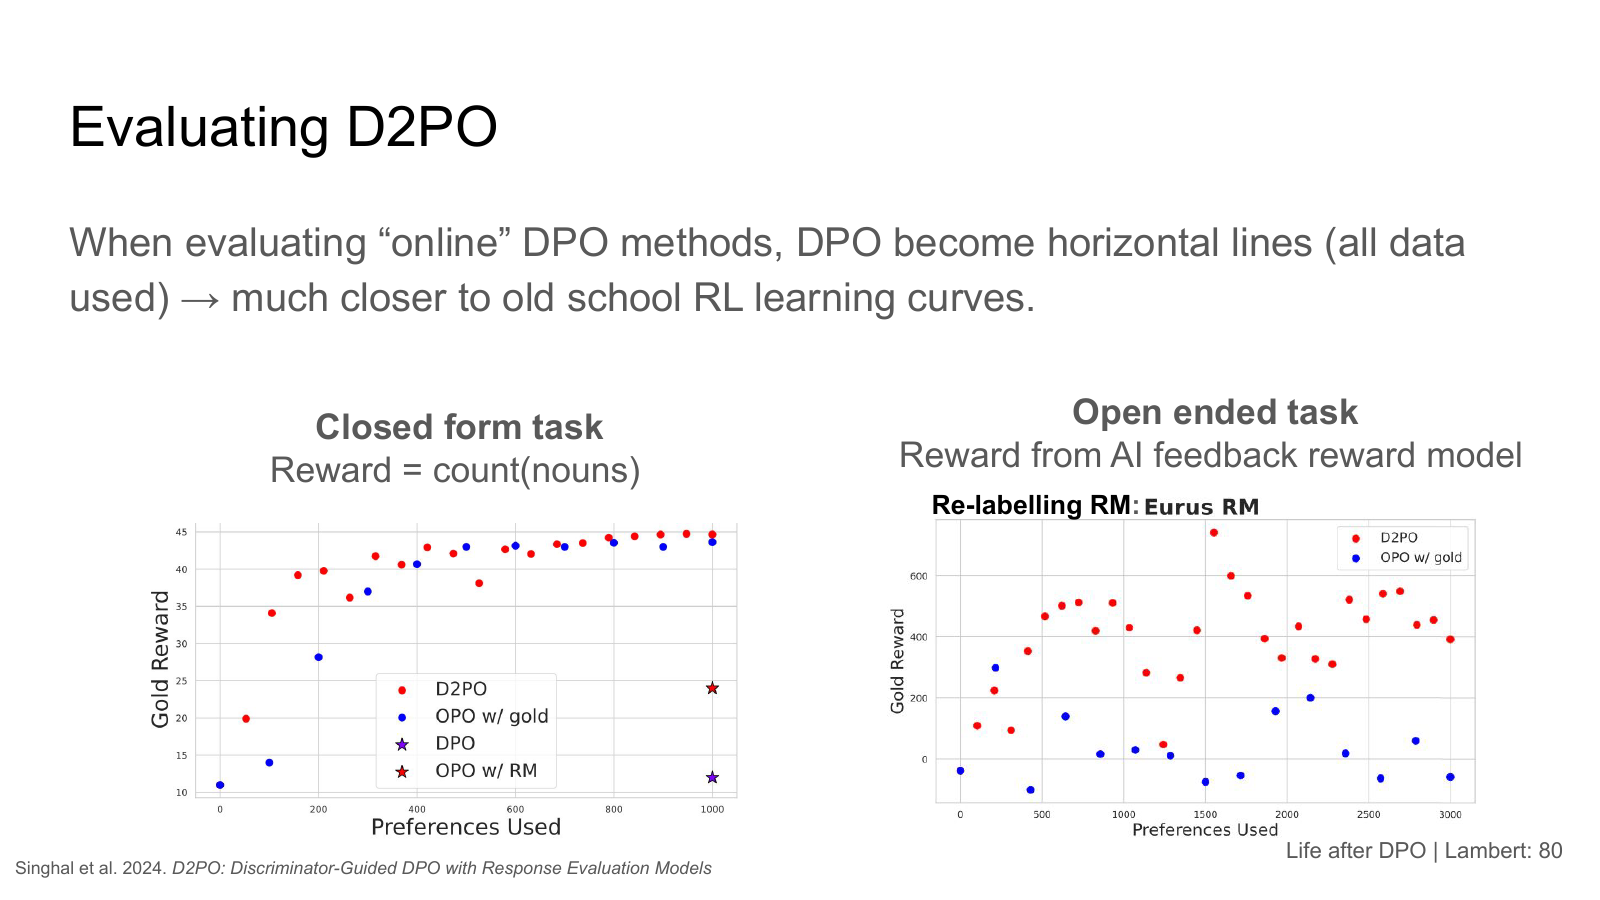 Evaluating D2PO
When evaluating “online” DPO methods, DPO become horizontal lines (all data
used) → much closer to old school RL learning curves.
Closed form task
Reward = count(nouns)
45
40
35
30
25
20
15
10
Gold Reward
D2PO
OPO w/ gold
DPO
OPO w/ RM
0 200 400 600 800 1000
Preferences Used
Open ended task
Reward from AI feedback reward model
Re-labelling RM: Eurus RM
D2PO
OPO w/ gold
600
400
200
0
Gold Reward
0 500 1000 1500 2000 2500 3000
Preferences Used
Life after DPO | Lambert: 80
Singhal et al. 2024. D2PO: Discriminator-Guided DPO with Response Evaluation Models